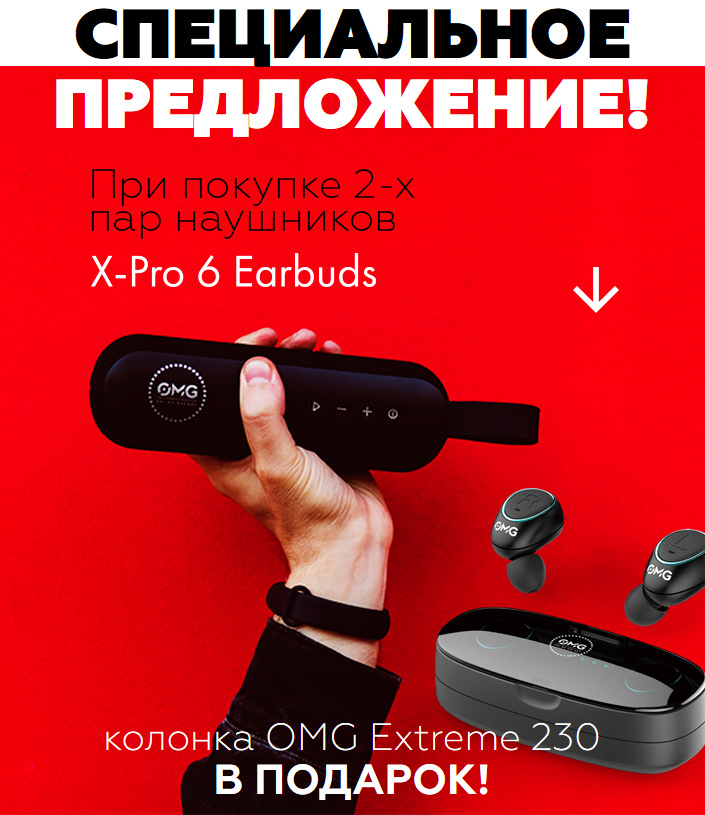 СПЕЦИАЛЬНОЕ
ПРЕДЛОЖЕНИЕ!
При покупке 2-х
пар наушников
X-Pro 6 Earbuds
OMG
R
OMG
L
OMG
OMG
колонка OMG Extreme 230
В ПОДАРОК!